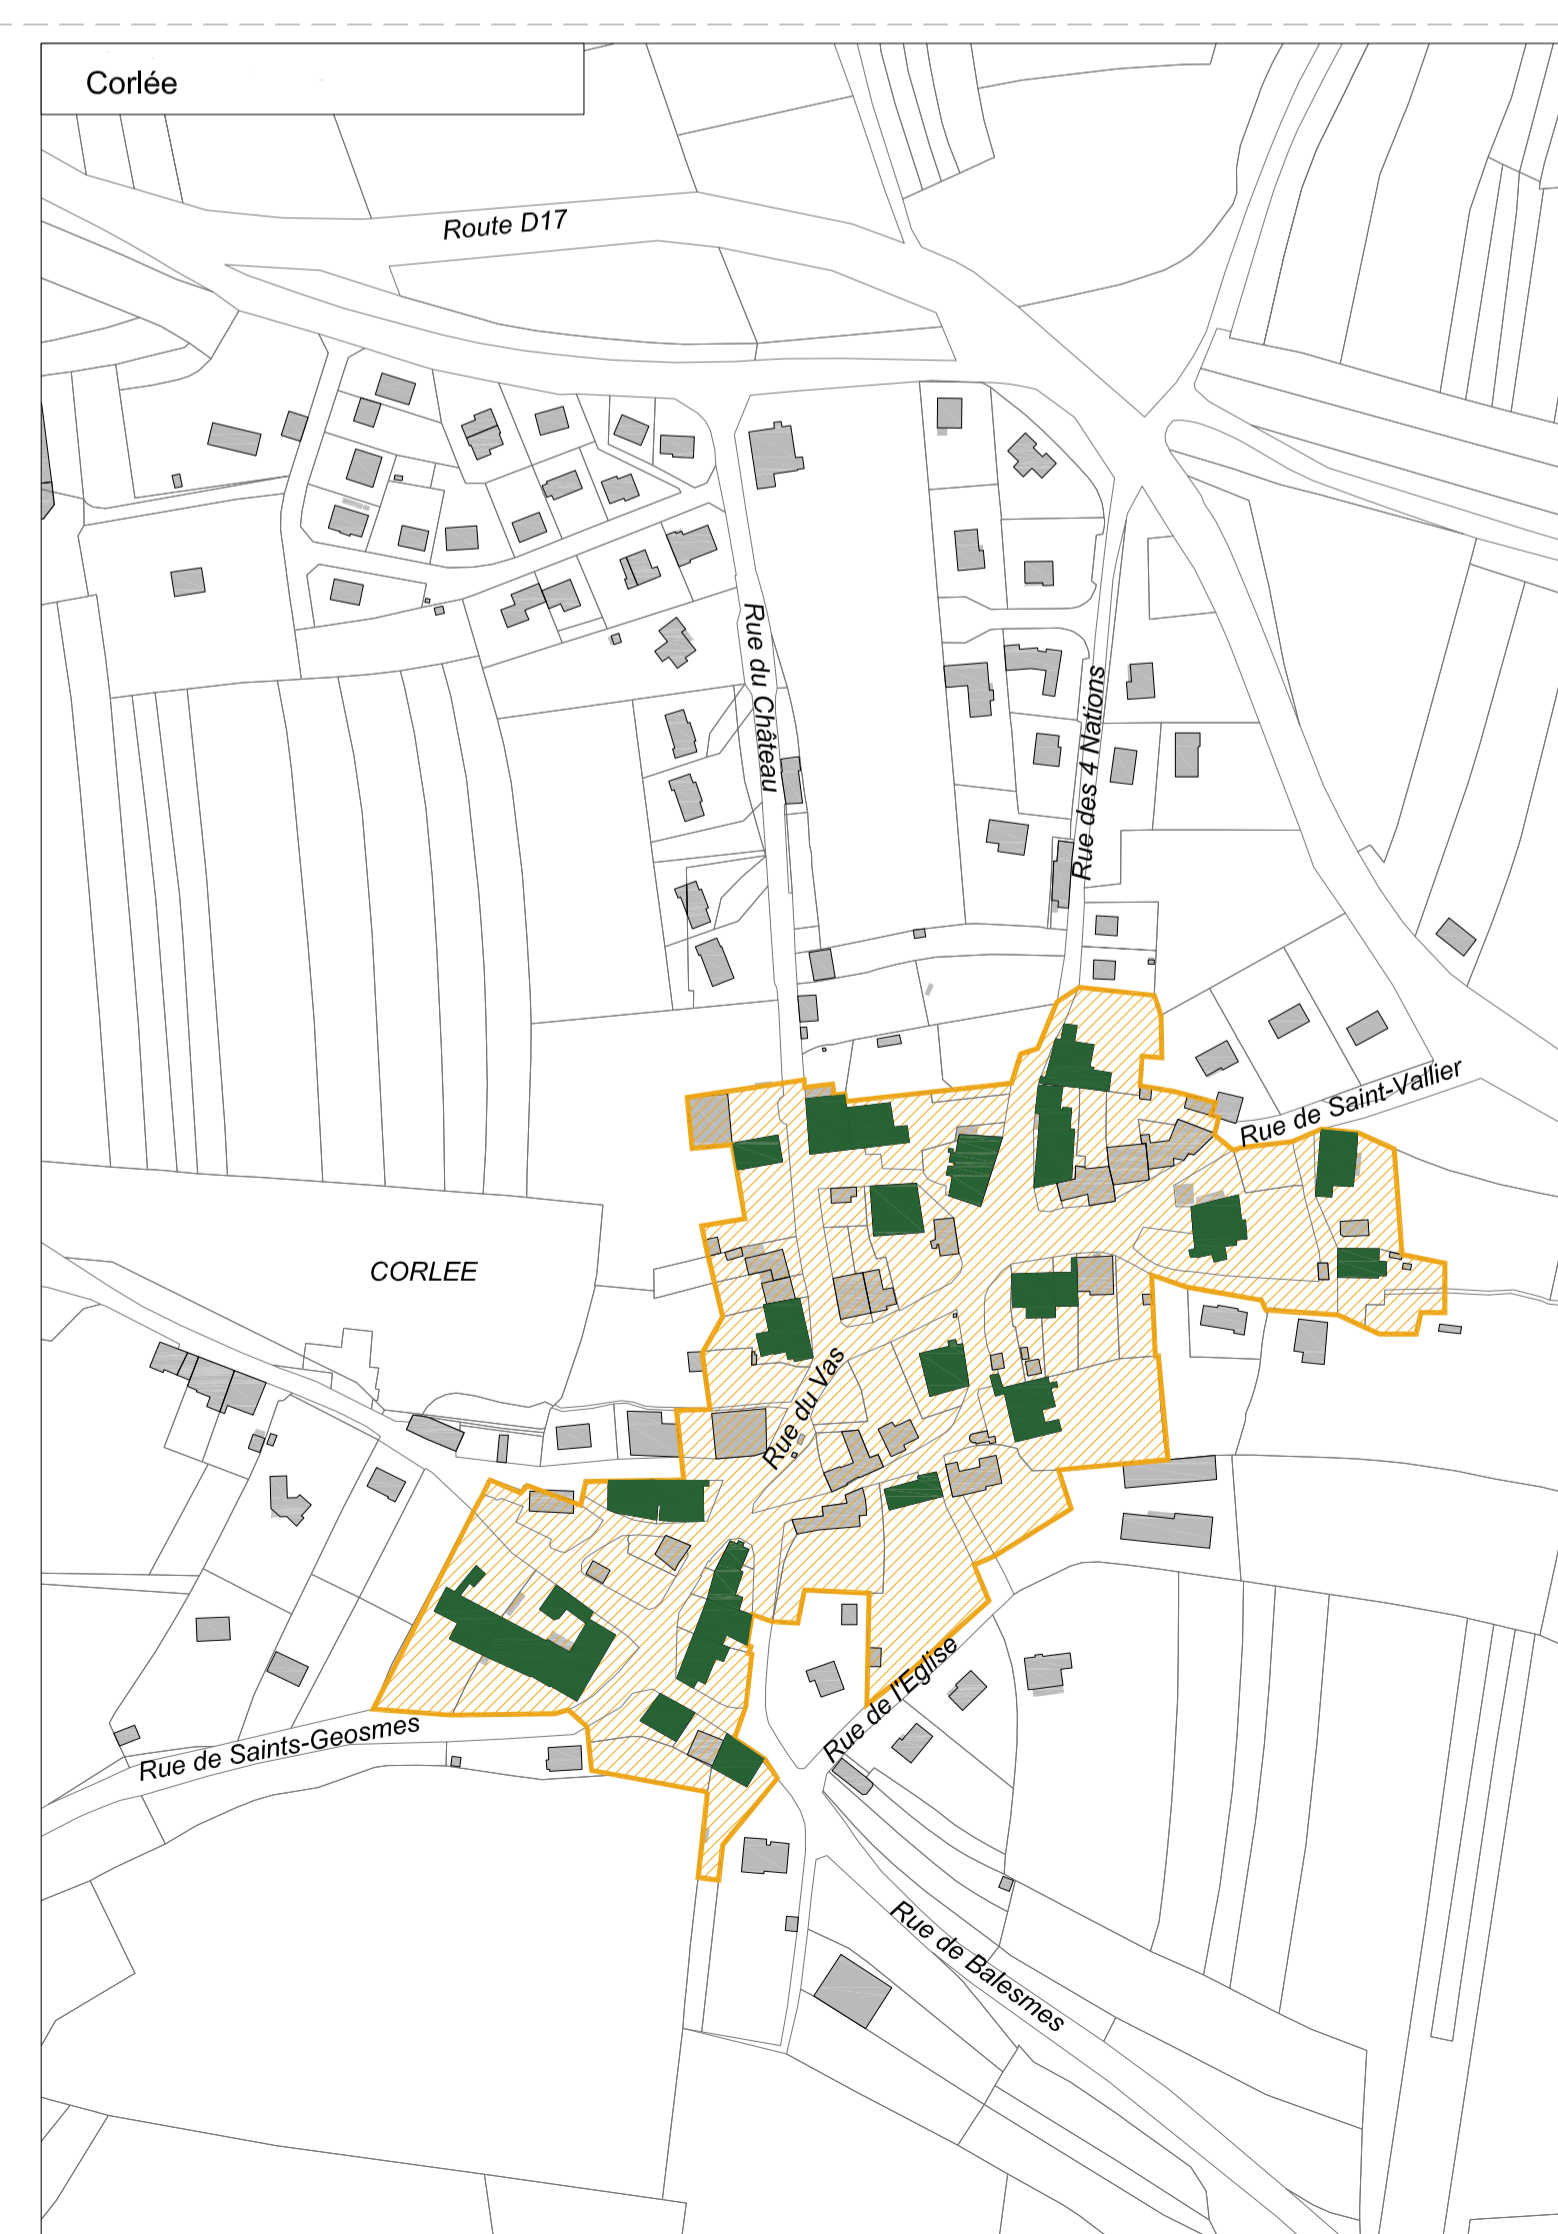 Corlée
Route D17
Rue du Château
Rue des 4 Nations
Rue de Saint-Vallier
CORLEE
Rue du Vas
Rue de l'Eglise
Rue de Saints-Geosmes
Rue de Balesmes